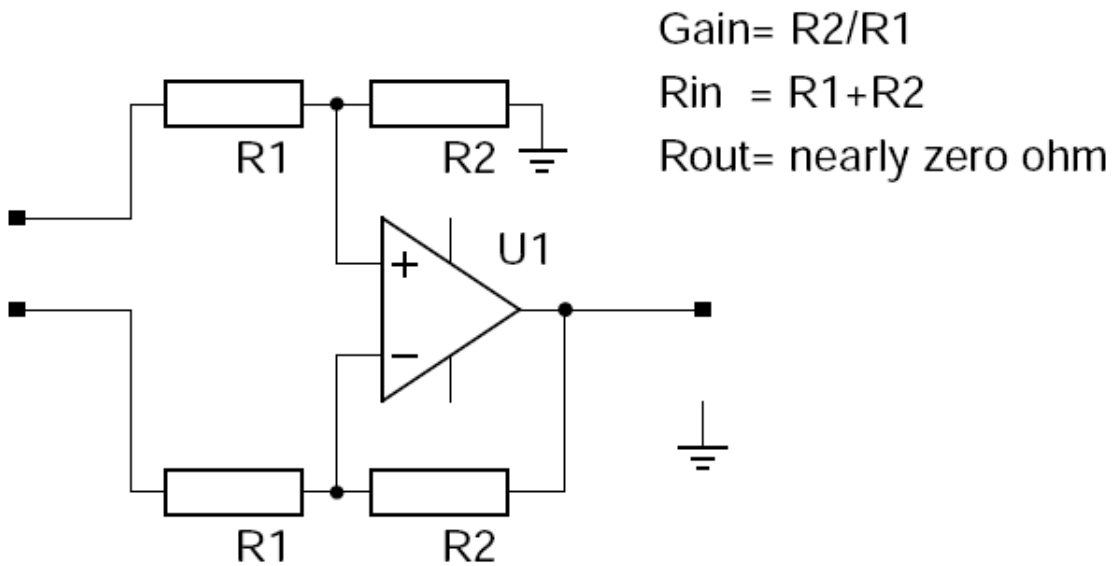 Gain= R2/R1
Rin = R1+R2
Rout= nearly zero ohm
R1
R2
U1
+
−
R1
R2